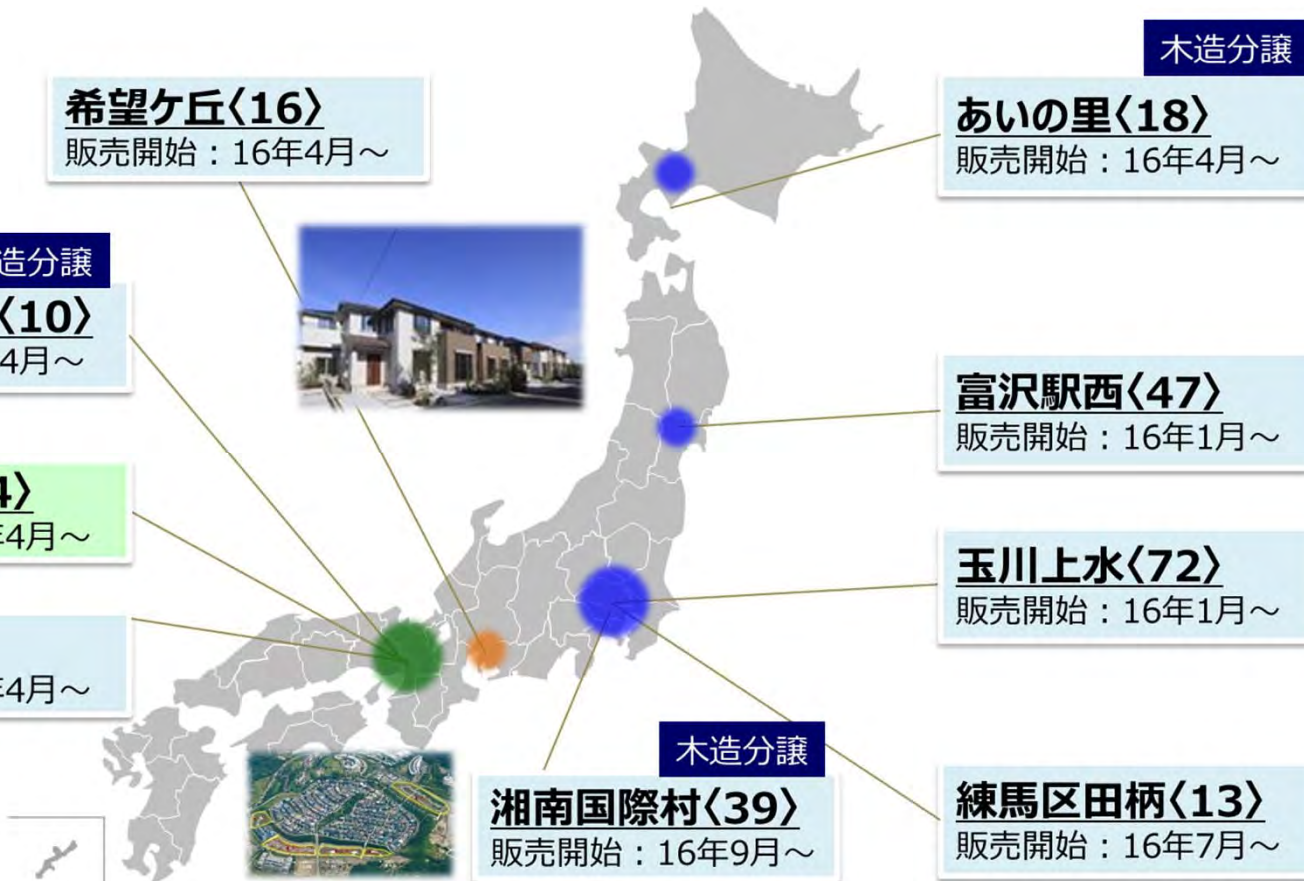 木造分譲
希望ケ丘〈16〉
販売開始：16年4月～
あいの里〈18〉
販売開始：16年4月～
造分譲
〈10〉
4月～
富沢駅西〈47〉
販売開始：16年1月～
4〉
年4月～
玉川上水〈72〉
販売開始：16年1月～
年4月～
木造分譲
湘南国際村〈39〉
販売開始：16年9月～
練馬区田柄〈13〉
販売開始：16年7月～